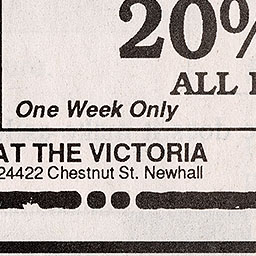 20%
ALL
One Week Only
AT THE VICTORIA
24422 Chestnut St. Newhall